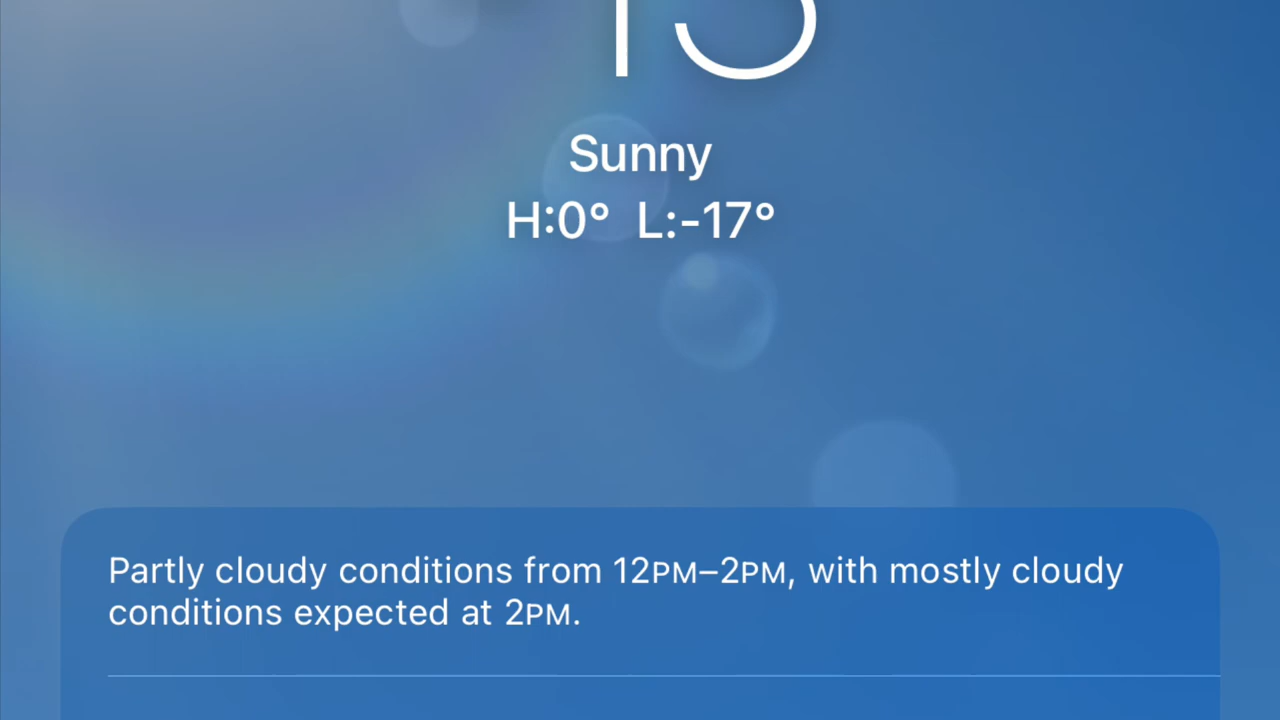 Sunny
H:0° L:-17°
Partly cloudy conditions from 12PM–2PM, with mostly cloudy
conditions expected at 2PM.